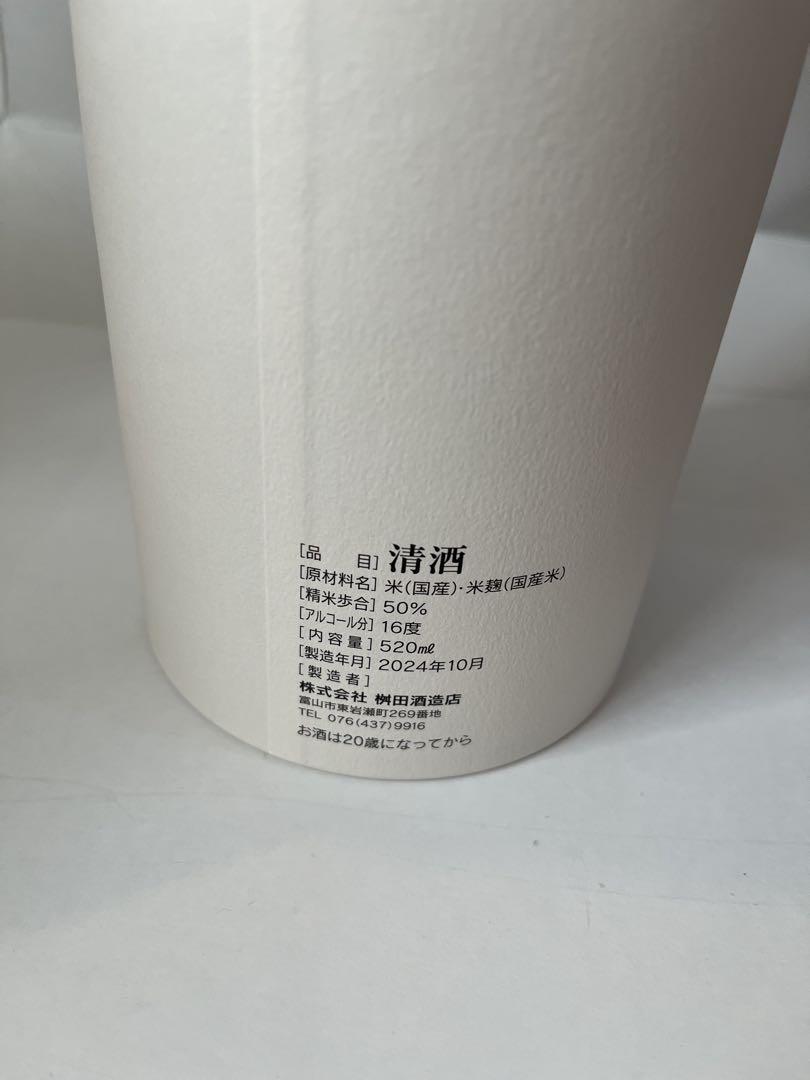 [品　目] 清酒
[原材料名] 米(国産)・米麹(国産米)
[精米歩合] 50%
[アルコール分] 16度
[内容量] 520㎖
[製造年月] 2024年10月
[製造者]
株式会社 桝田酒造店
富山市東岩瀬町269番地
TEL 076(437)9916
お酒は20歳になってから